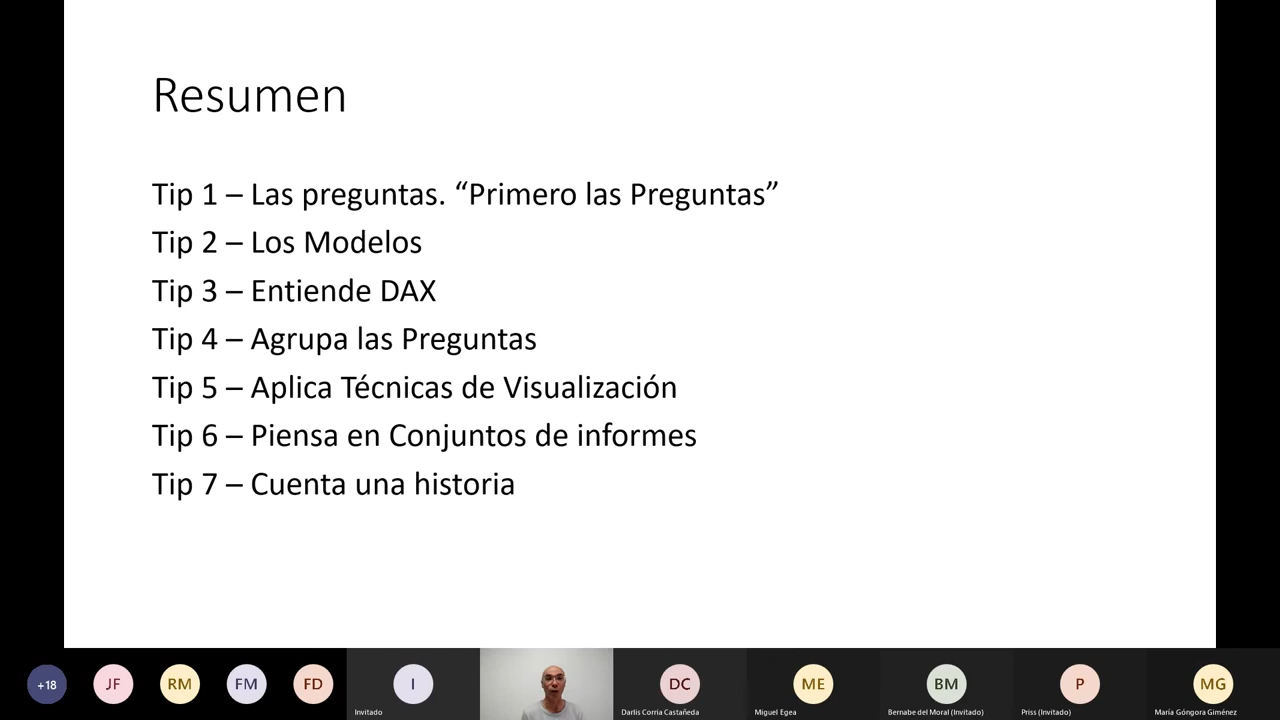 Resumen
Tip 1 – Las preguntas. “Primero las Preguntas”
Tip 2 – Los Modelos
Tip 3 – Entiende DAX
Tip 4 – Agrupa las Preguntas
Tip 5 – Aplica Técnicas de Visualización
Tip 6 – Piensa en Conjuntos de informes
Tip 7 – Cuenta una historia
+18 JF RM FM FD I DC ME BM P MG
Invitado Darlis Corria Castañeda Miguel Egea Bernabe del Moral (Invitado) Priss (Invitado) María Góngora Giménez